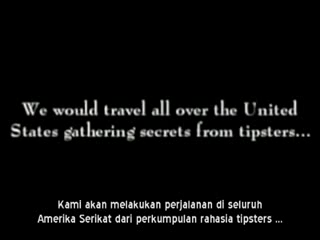 We would travel all over the United
States gathering secrets from tipsters...
Kami akan melakukan perjalanan di seluruh
Amerika Serikat dari perkumpulan rahasia tipsters ...